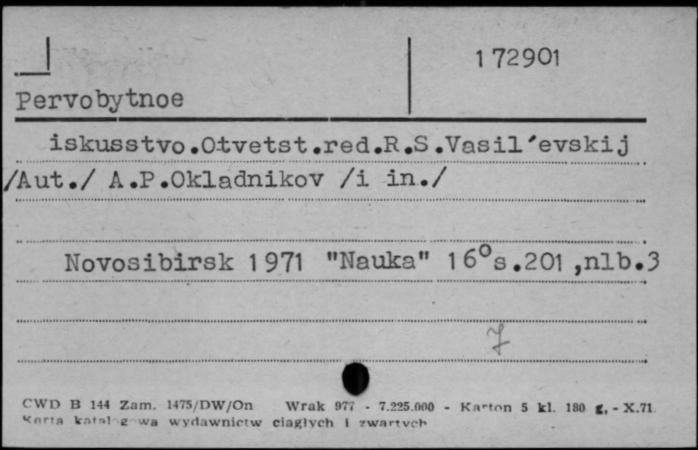 172901
Pervobytnoe
iskusstvo.Otvetst.red.R.S.Vasil'evskij
/Aut./ A.P.Okladnikov /i in./
Novosibirsk 1971 "Nauka" 16°s.201,nlb.3
7
CWD B 144 Zam. 1475/DW/On Wrak 977 - 7.225.000 - Karton 5 kl. 180 g. - X.71.
Karta katalogowa wydawnictw ciągłych i zwartych